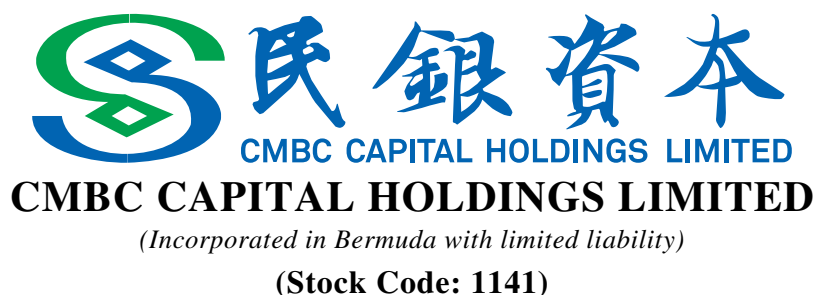 民銀資本
CMBC CAPITAL HOLDINGS LIMITED
CMBC CAPITAL HOLDINGS LIMITED
(Incorporated in Bermuda with limited liability)
(Stock Code: 1141)